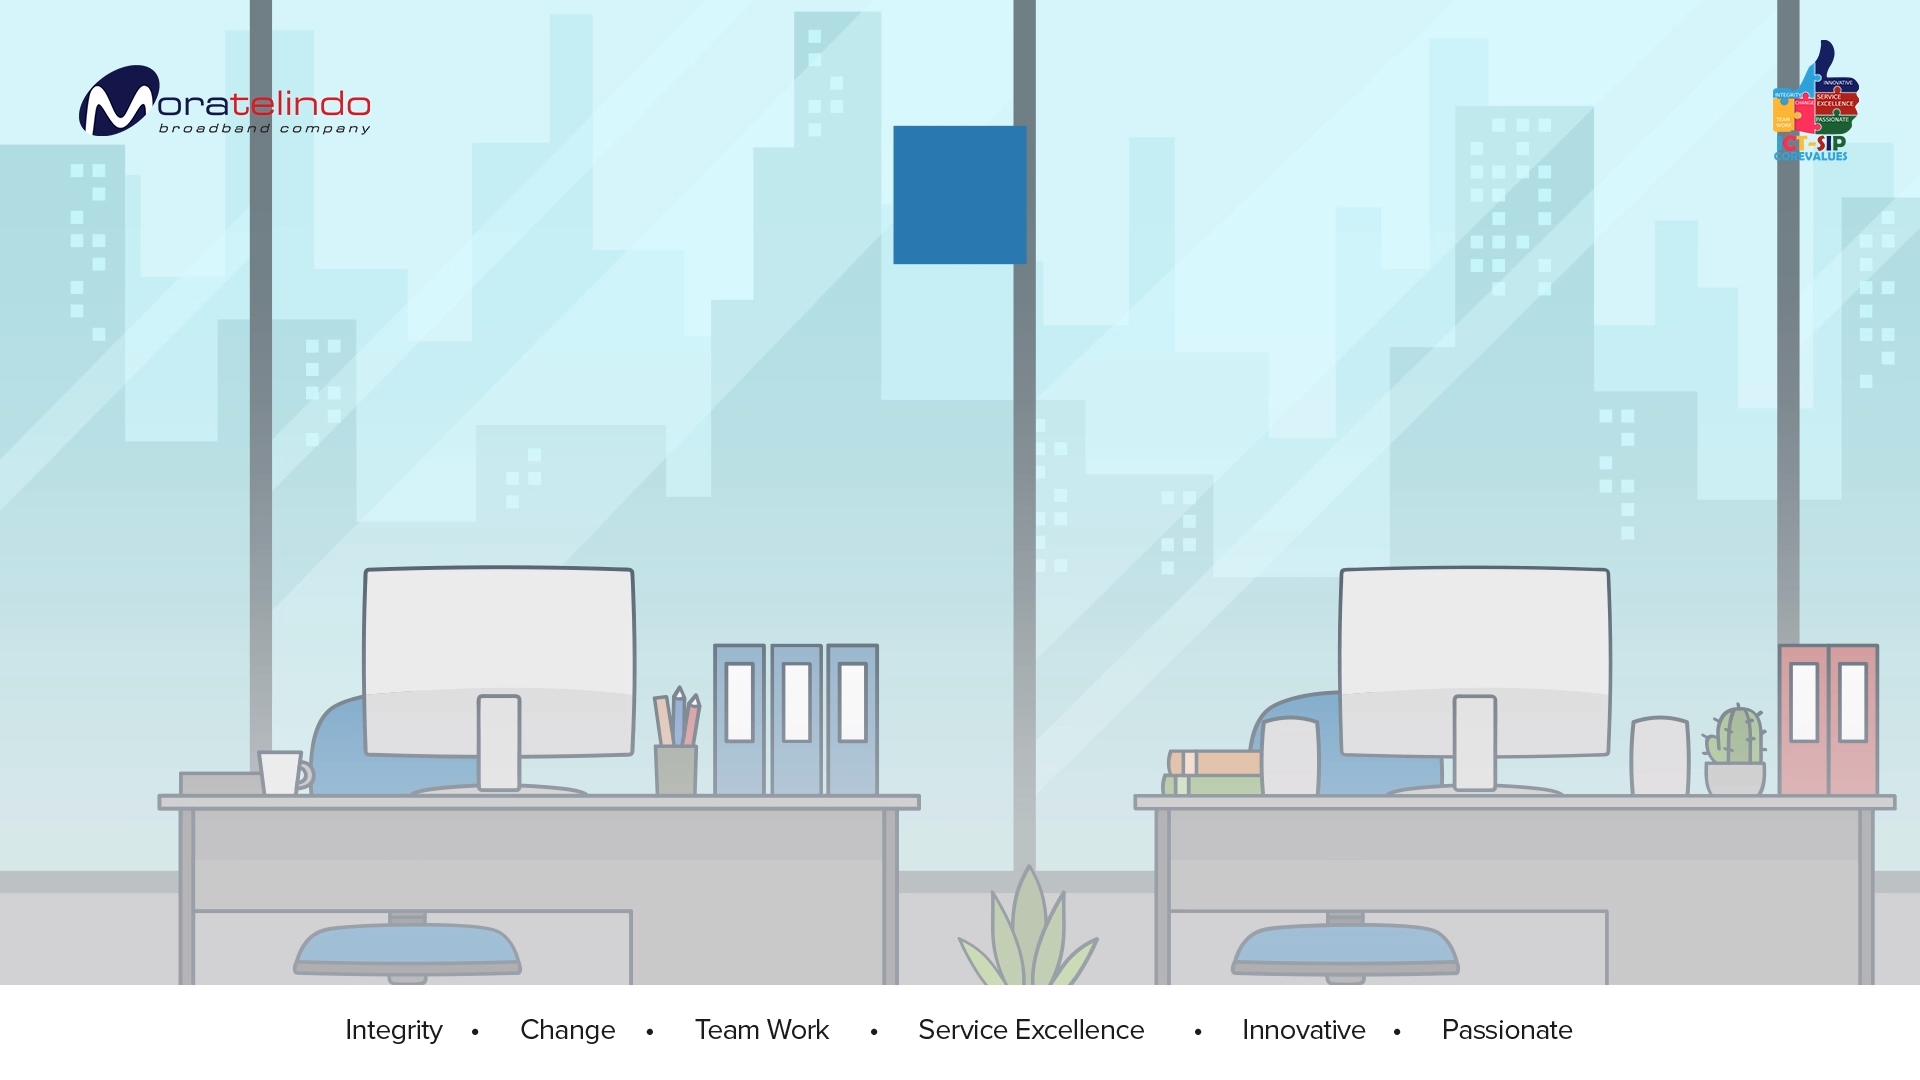 Moratelindo
broadband company
INNOVATIVE
INTEGRITY
SERVICE
EXCELLENCE
CHANGE
TEAM
WORK
PASSIONATE
ICT-SIP
COREVALUES
Integrity • Change • Team Work • Service Excellence • Innovative • Passionate